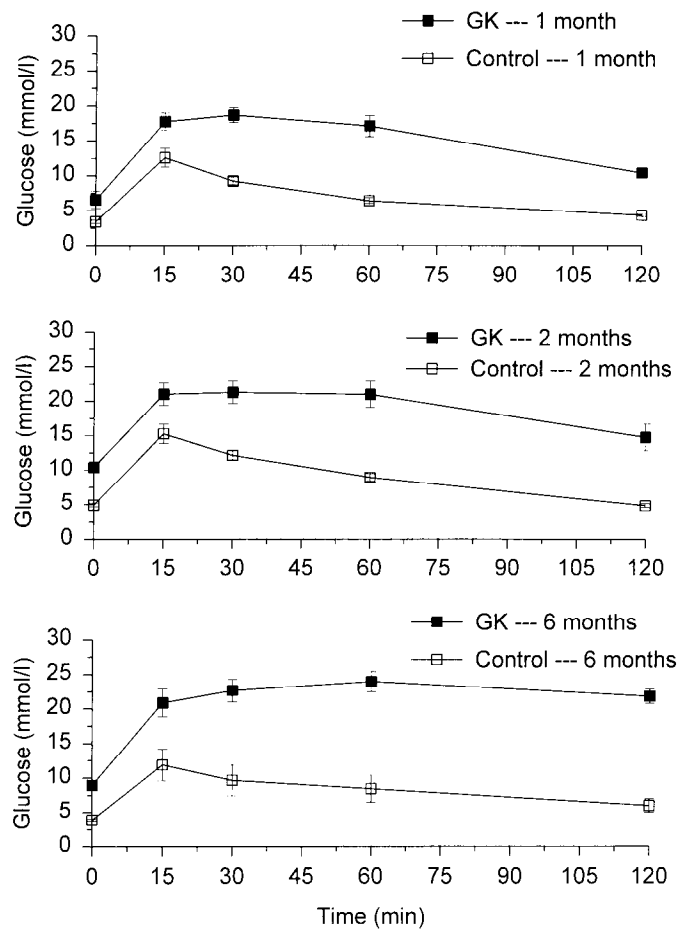 GK --- 1 month
Control --- 1 month
Glucose (mmol/l)
30
25
20
15
10
5
0
0 15 30 45 60 75 90 105 120
GK --- 2 months
Control --- 2 months
Glucose (mmol/l)
30
25
20
15
10
5
0
0 15 30 45 60 75 90 105 120
GK --- 6 months
Control --- 6 months
Glucose (mmol/l)
30
25
20
15
10
5
0
0 15 30 45 60 75 90 105 120
Time (min)